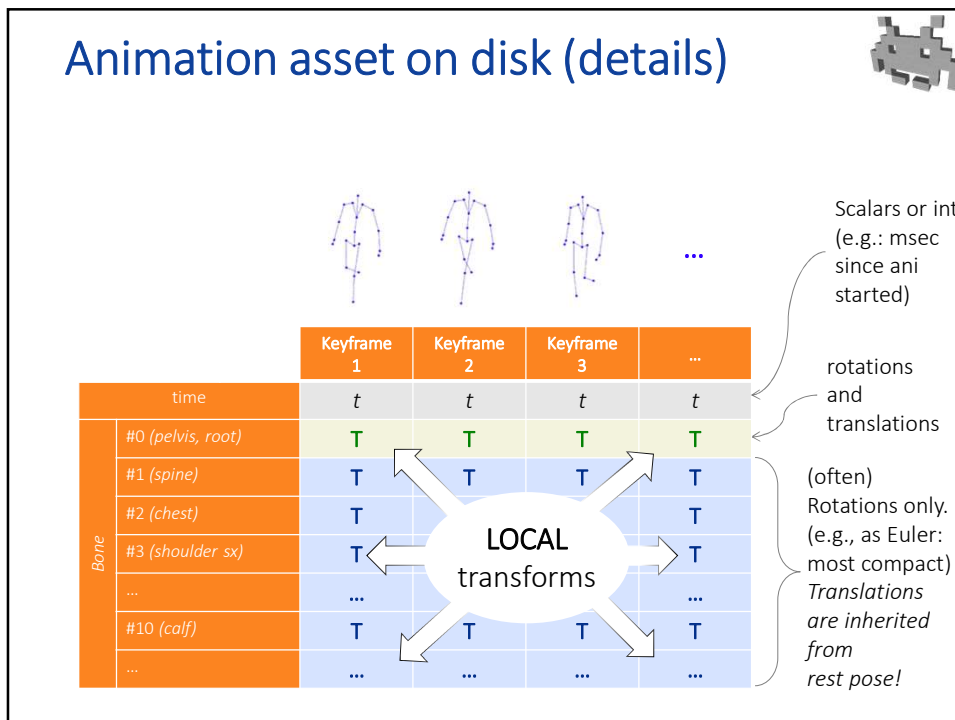 Animation asset on disk (details)
...
Scalars or int
(e.g.: msec
since ani
started)
Keyframe
1
Keyframe
2
Keyframe
3
...
time
t
t
t
t
rotations
and
translations
Bone
#0 (pelvis, root)
T
T
T
T
#1 (spine)
T
T
T
T
#2 (chest)
T
T
#3 (shoulder sx)
T
T
...
...
...
#10 (calf)
T
T
T
T
...
...
...
...
...
LOCAL
transforms
(often)
Rotations only.
(e.g., as Euler:
most compact)
Translations
are inherited
from
rest pose!